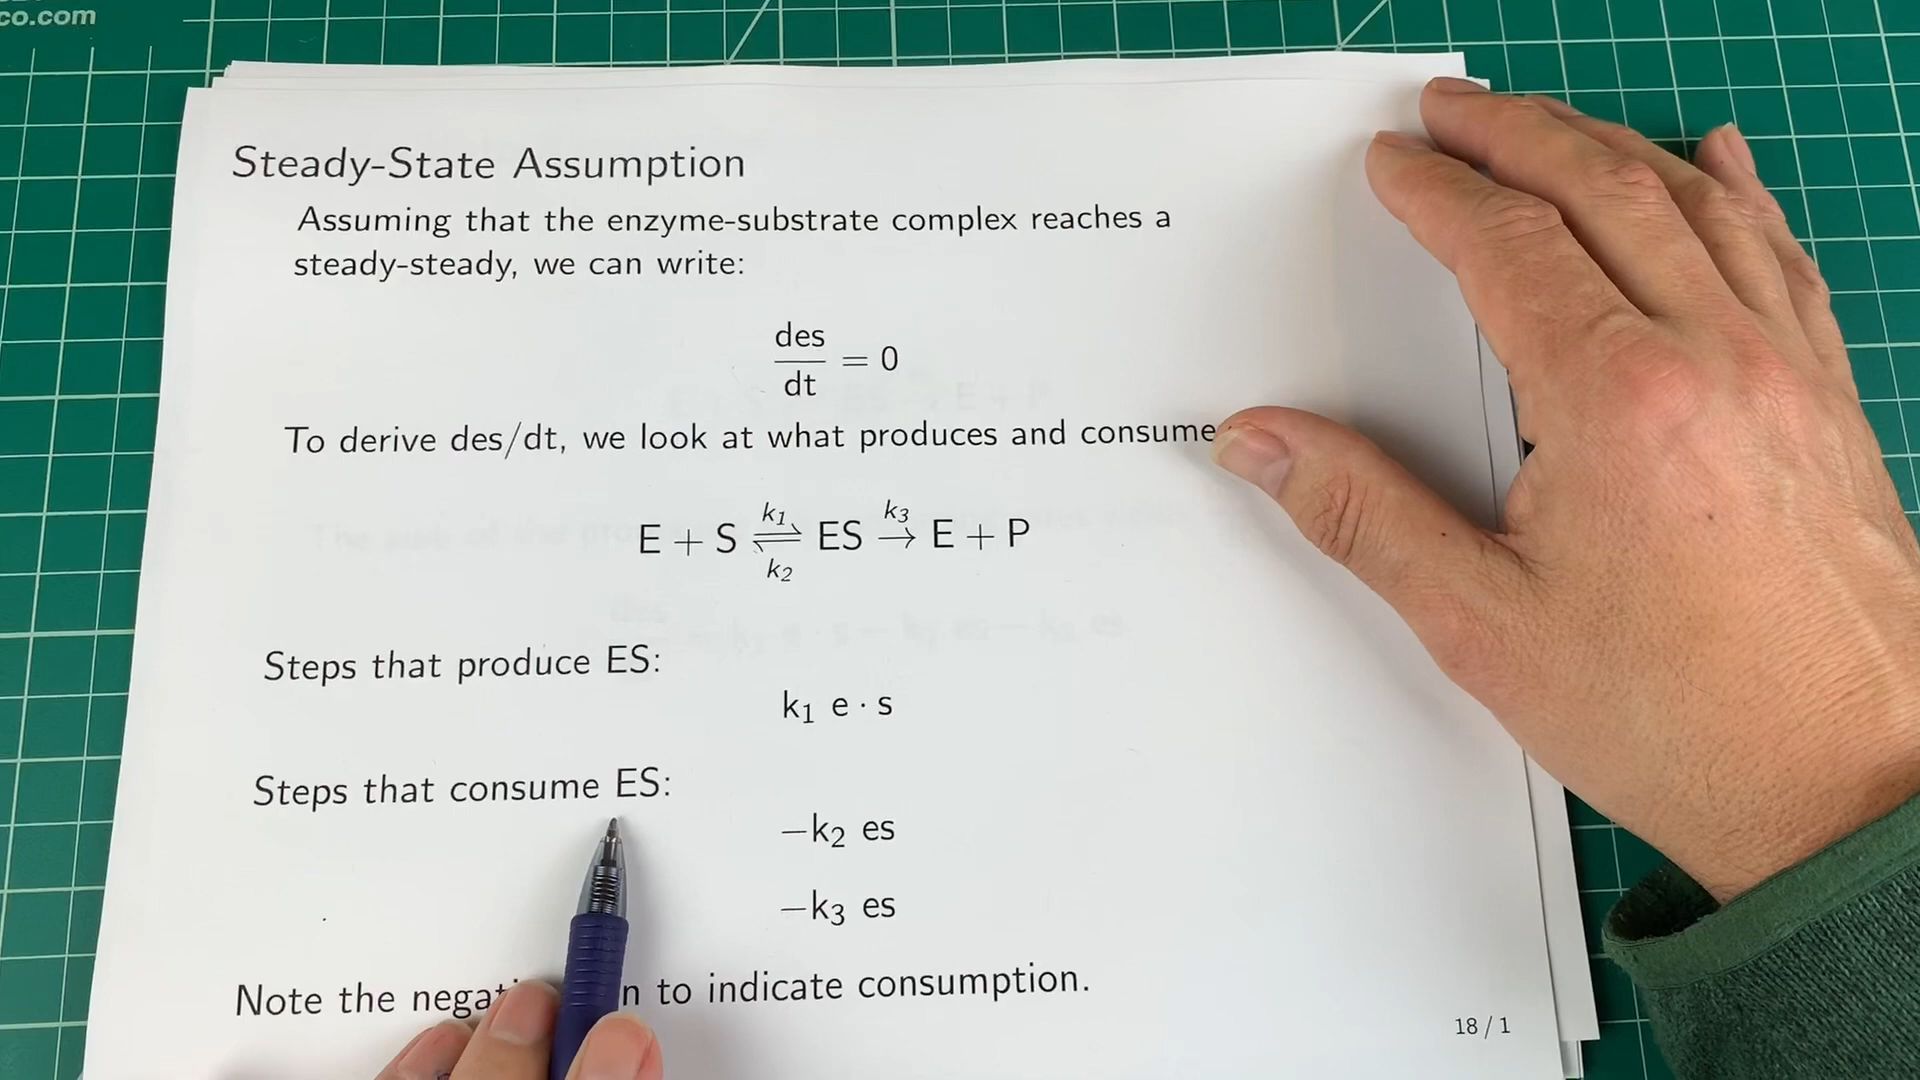 co.com
Steady-State Assumption
Assuming that the enzyme-substrate complex reaches a
steady-steady, we can write:
des
dt
= 0
To derive des/dt, we look at what produces and consume
k1 k3
E + S ⇌ ES → E + P
k2
Steps that produce ES:
k1 e · s
Steps that consume ES:
−k2 es
−k3 es
Note the to indicate consumption.
18 / 1